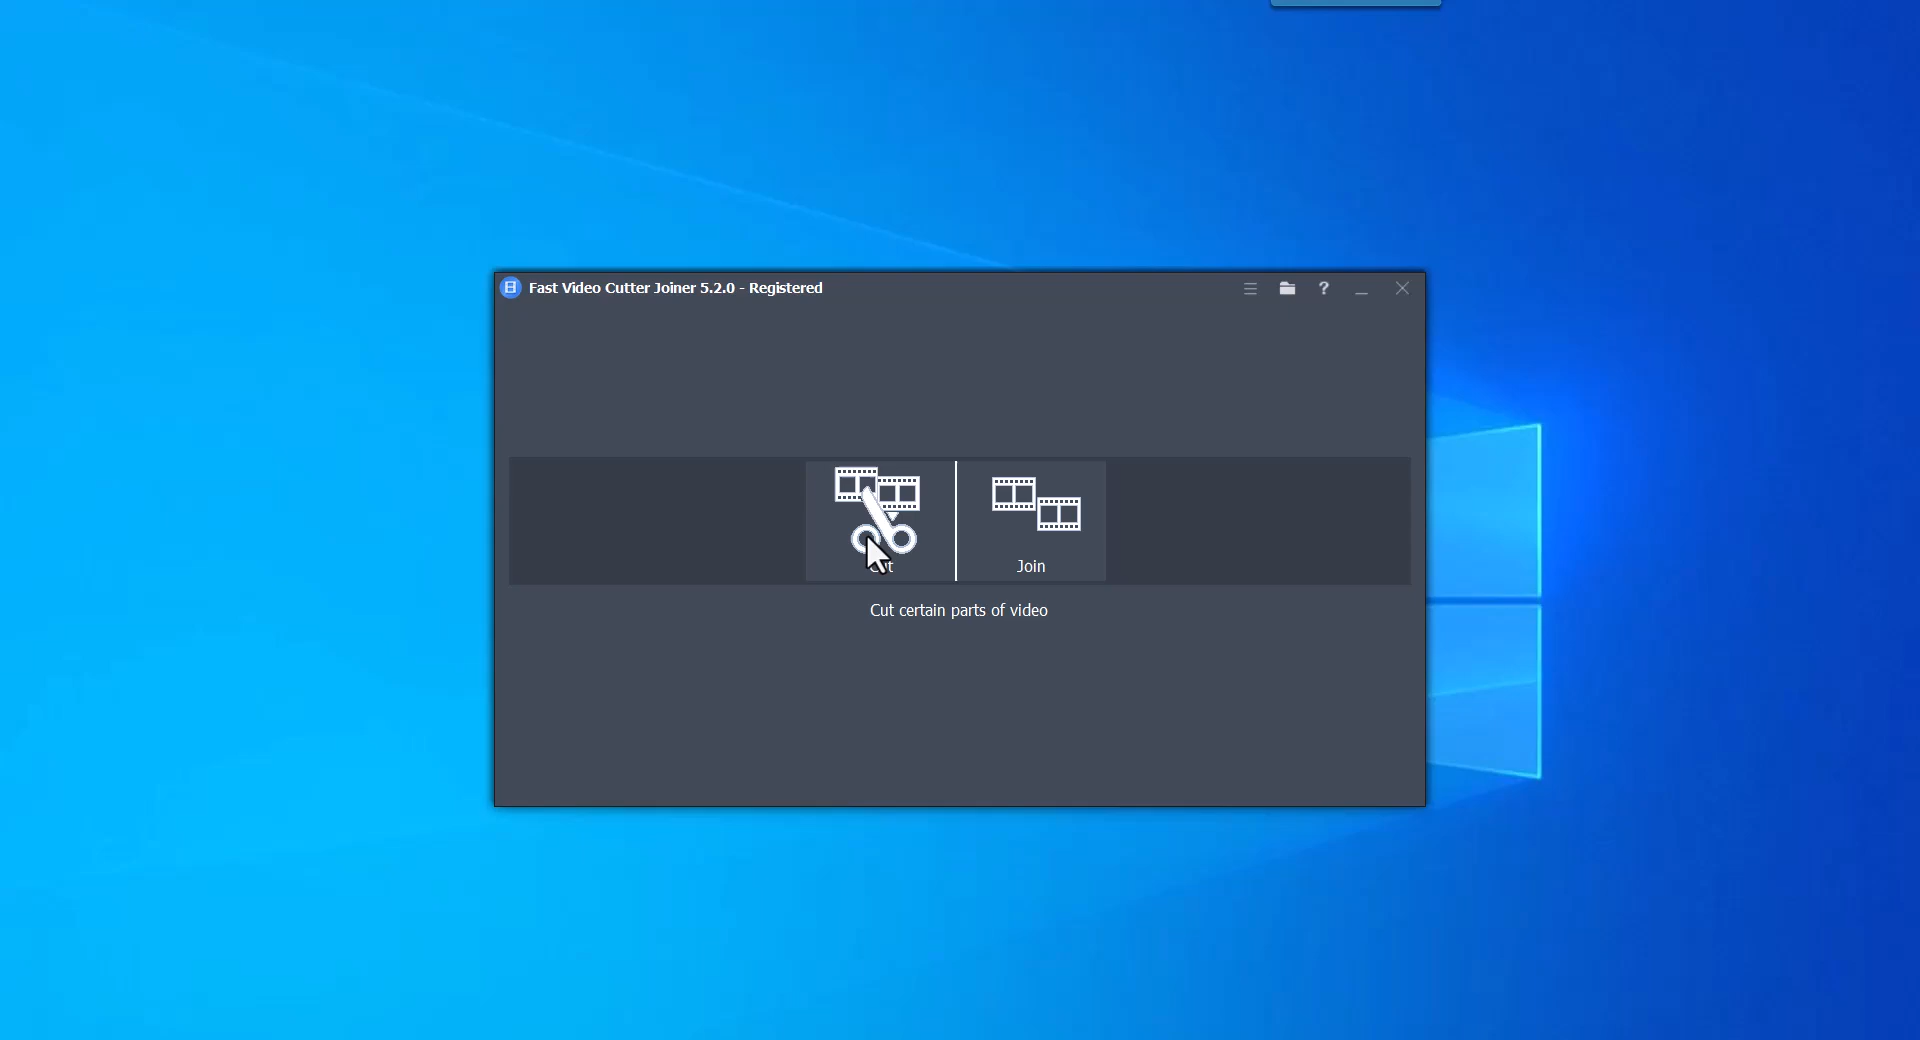 Fast Video Cutter Joiner 5.2.0 - Registered
Join
Cut certain parts of video